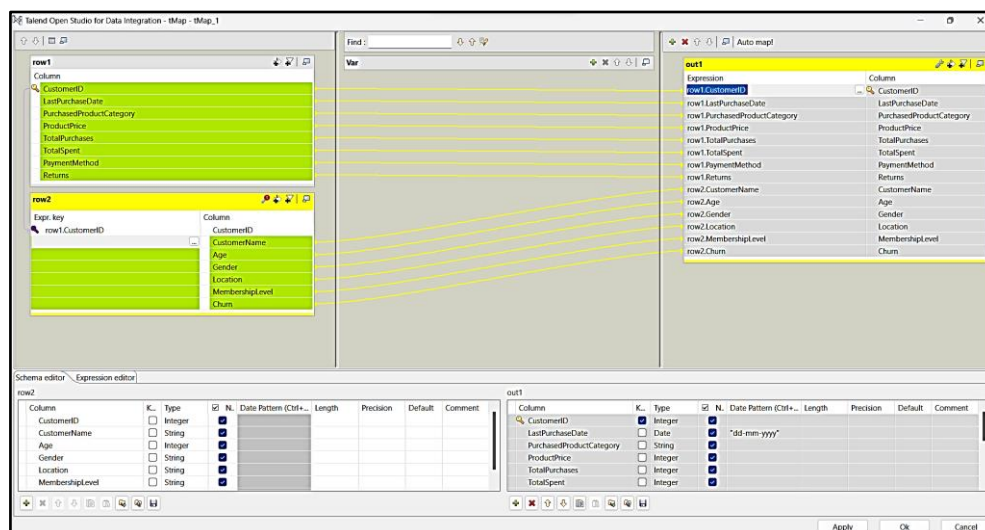 Talend Open Studio for Data Integration - tMap - tMap_1
Find :
Auto map!
row1
Column
CustomerID
LastPurchaseDate
PurchasedProductCategory
ProductPrice
TotalPurchases
TotalSpent
PaymentMethod
Returns
row2
Expr. key Column
row1.CustomerID CustomerID
... CustomerName
Age
Gender
Location
MembershipLevel
Churn
Var
out1
Expression Column
row1.CustomerID ... CustomerID
row1.LastPurchaseDate LastPurchaseDate
row1.PurchasedProductCategory PurchasedProductCategory
row1.ProductPrice ProductPrice
row1.TotalPurchases TotalPurchases
row1.TotalSpent TotalSpent
row1.PaymentMethod PaymentMethod
row1.Returns Returns
row2.CustomerName CustomerName
row2.Age Age
row2.Gender Gender
row2.Location Location
row2.MembershipLevel MembershipLevel
row2.Churn Churn
Schema editor Expression editor
row2
Column K... Type N. Date Pattern (Ctrl+... Length Precision Default Comment
CustomerID Integer
CustomerName String
Age Integer
Gender String
Location String
MembershipLevel String
out1
Column K... Type N. Date Pattern (Ctrl+... Length Precision Default Comment
CustomerID Integer
LastPurchaseDate Date "dd-mm-yyyy"
PurchasedProductCategory String
ProductPrice Integer
TotalPurchases Integer
TotalSpent Integer
Apply Ok Cancel